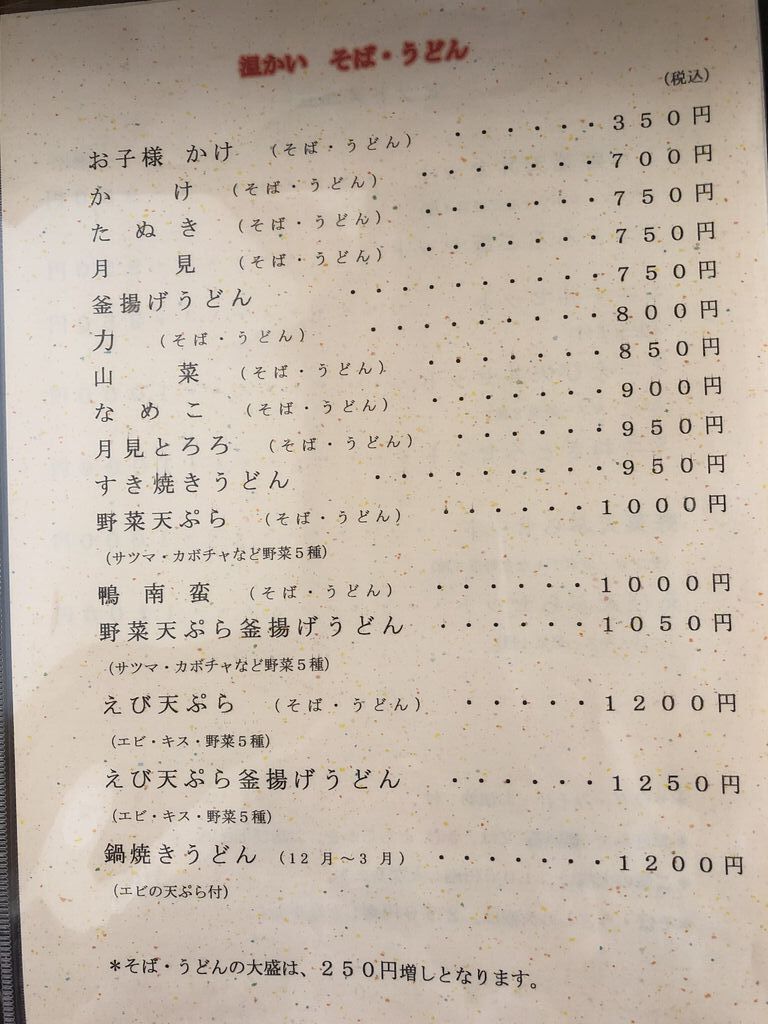 温かい そば・うどん
(税込)
お子様 かけ (そば・うどん) ・・・・・・ 350円
かけ (そば・うどん) ・・・・・・・ 700円
たぬき (そば・うどん) ・・・・・・・ 750円
月見 (そば・うどん) ・・・・・・・ 750円
釜揚げうどん ・・・・・・・・・・ 750円
力 (そば・うどん) ・・・・・・・・・ 800円
山菜 (そば・うどん) ・・・・・・・ 850円
なめこ (そば・うどん) ・・・・・・・ 900円
月見とろろ (そば・うどん) ・・・・・・ 950円
すき焼きうどん ・・・・・・・・・ 950円
野菜天ぷら (そば・うどん) ・・・・・・ 1000円
(サツマ・カボチャなど野菜5種)
鴨南蛮 (そば・うどん) ・・・・・・ 1000円
野菜天ぷら釜揚げうどん ・・・・・・ 1050円
(サツマ・カボチャなど野菜5種)
えび天ぷら (そば・うどん) ・・・・・ 1200円
(エビ・キス・野菜5種)
えび天ぷら釜揚げうどん ・・・・・・ 1250円
(エビ・キス・野菜5種)
鍋焼きうどん (12月～3月) ・・・・・・・ 1200円
(エビの天ぷら付)
*そば・うどんの大盛は、250円増しとなります。